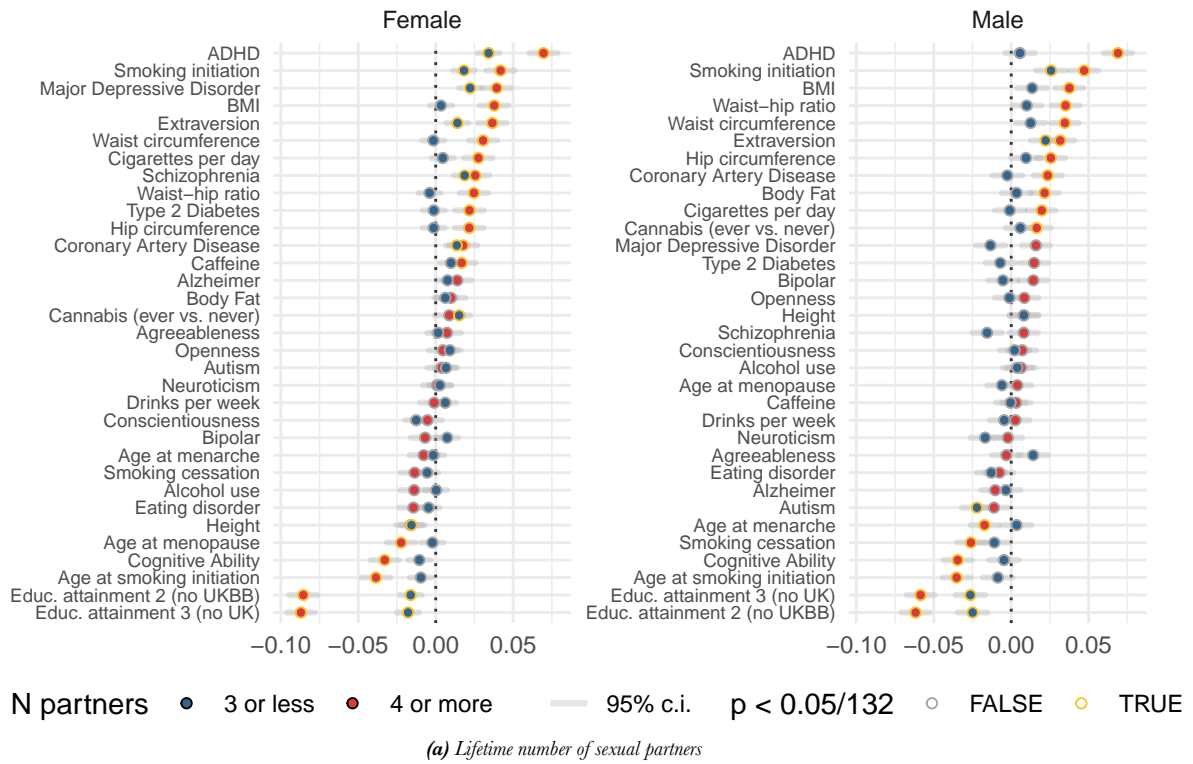 Female
ADHD
Smoking initiation
Major Depressive Disorder
BMI
Extraversion
Waist circumference
Cigarettes per day
Schizophrenia
Waist–hip ratio
Type 2 Diabetes
Hip circumference
Coronary Artery Disease
Caffeine
Alzheimer
Body Fat
Cannabis (ever vs. never)
Agreeableness
Openness
Autism
Neuroticism
Drinks per week
Conscientiousness
Bipolar
Age at menarche
Smoking cessation
Alcohol use
Eating disorder
Height
Age at menopause
Cognitive Ability
Age at smoking initiation
Educ. attainment 2 (no UKBB)
Educ. attainment 3 (no UK)
−0.10 −0.05 0.00 0.05
Male
ADHD
Smoking initiation
BMI
Waist–hip ratio
Waist circumference
Extraversion
Hip circumference
Coronary Artery Disease
Body Fat
Cigarettes per day
Cannabis (ever vs. never)
Major Depressive Disorder
Type 2 Diabetes
Bipolar
Openness
Height
Schizophrenia
Conscientiousness
Alcohol use
Age at menopause
Caffeine
Drinks per week
Neuroticism
Agreeableness
Eating disorder
Alzheimer
Autism
Age at menarche
Smoking cessation
Cognitive Ability
Age at smoking initiation
Educ. attainment 3 (no UK)
Educ. attainment 2 (no UKBB)
−0.10 −0.05 0.00 0.05
N partners 3 or less 4 or more 95% c.i. p < 0.05/132 FALSE TRUE
(a) Lifetime number of sexual partners